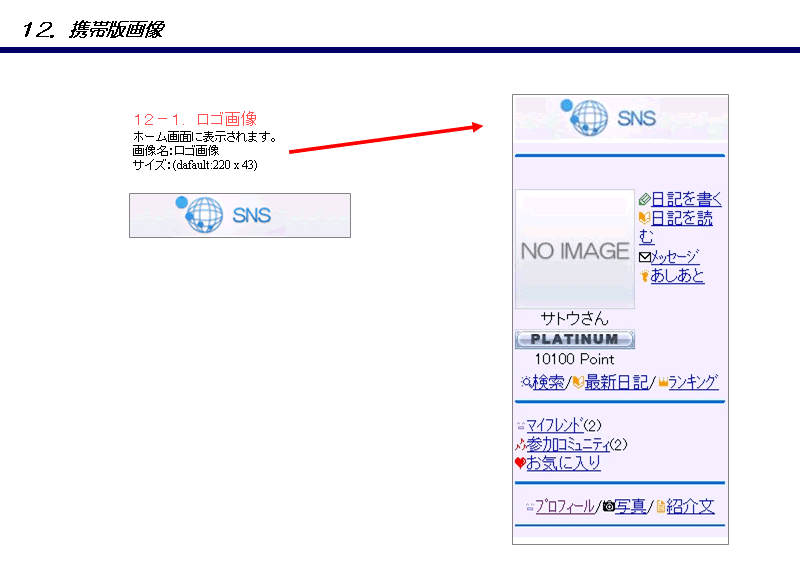 １２．携帯版画像
１２－１．ロゴ画像
ホーム画面に表示されます。
画像名：ロゴ画像
サイズ：(dafault:220 x 43)
SNS
SNS
NO IMAGE
日記を書く
日記を読
む
ﾒｯｾｰｼﾞ
あしあと
サトウさん
PLATINUM
10100 Point
検索/最新日記/ﾗﾝｷﾝｸﾞ
ﾏｲﾌﾚﾝﾄﾞ(2)
参加ｺﾐｭﾆﾃｨ(2)
お気に入り
ﾌﾟﾛﾌｨｰﾙ/写真/紹介文